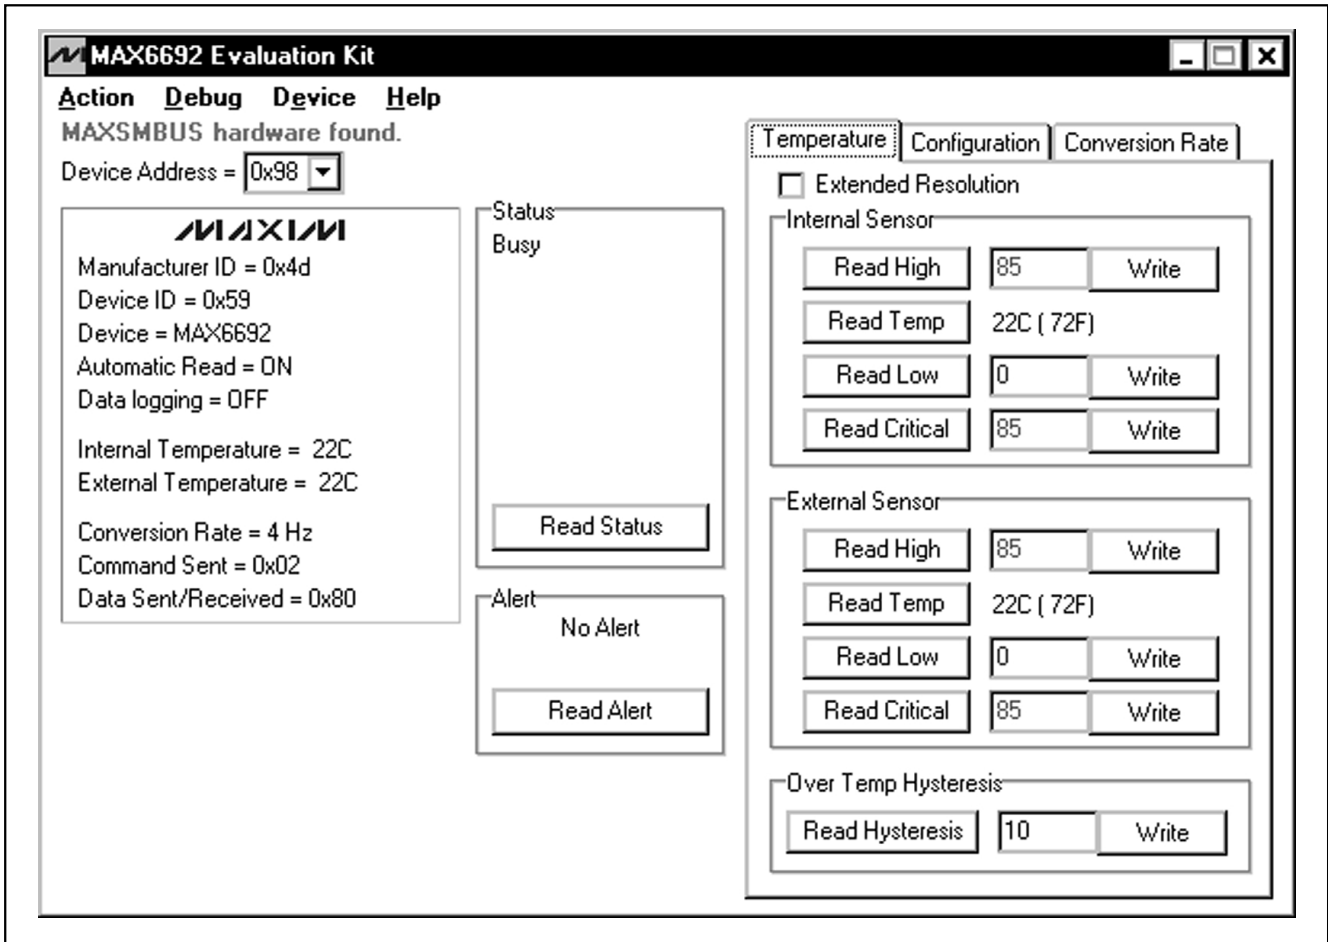 MAX6692 Evaluation Kit
Action Debug Device Help
MAXSMBUS hardware found.
Device Address = 0x98
MAXIM
Manufacturer ID = 0x4d
Device ID = 0x59
Device = MAX6692
Automatic Read = ON
Data logging = OFF
Internal Temperature = 22C
External Temperature = 22C
Conversion Rate = 4 Hz
Command Sent = 0x02
Data Sent/Received = 0x80
Status
Busy
Read Status
Alert
No Alert
Read Alert
Temperature Configuration Conversion Rate
Extended Resolution
Internal Sensor
Read High 85 Write
Read Temp 22C ( 72F)
Read Low 0 Write
Read Critical 85 Write
External Sensor
Read High 85 Write
Read Temp 22C ( 72F)
Read Low 0 Write
Read Critical 85 Write
Over Temp Hysteresis
Read Hysteresis 10 Write